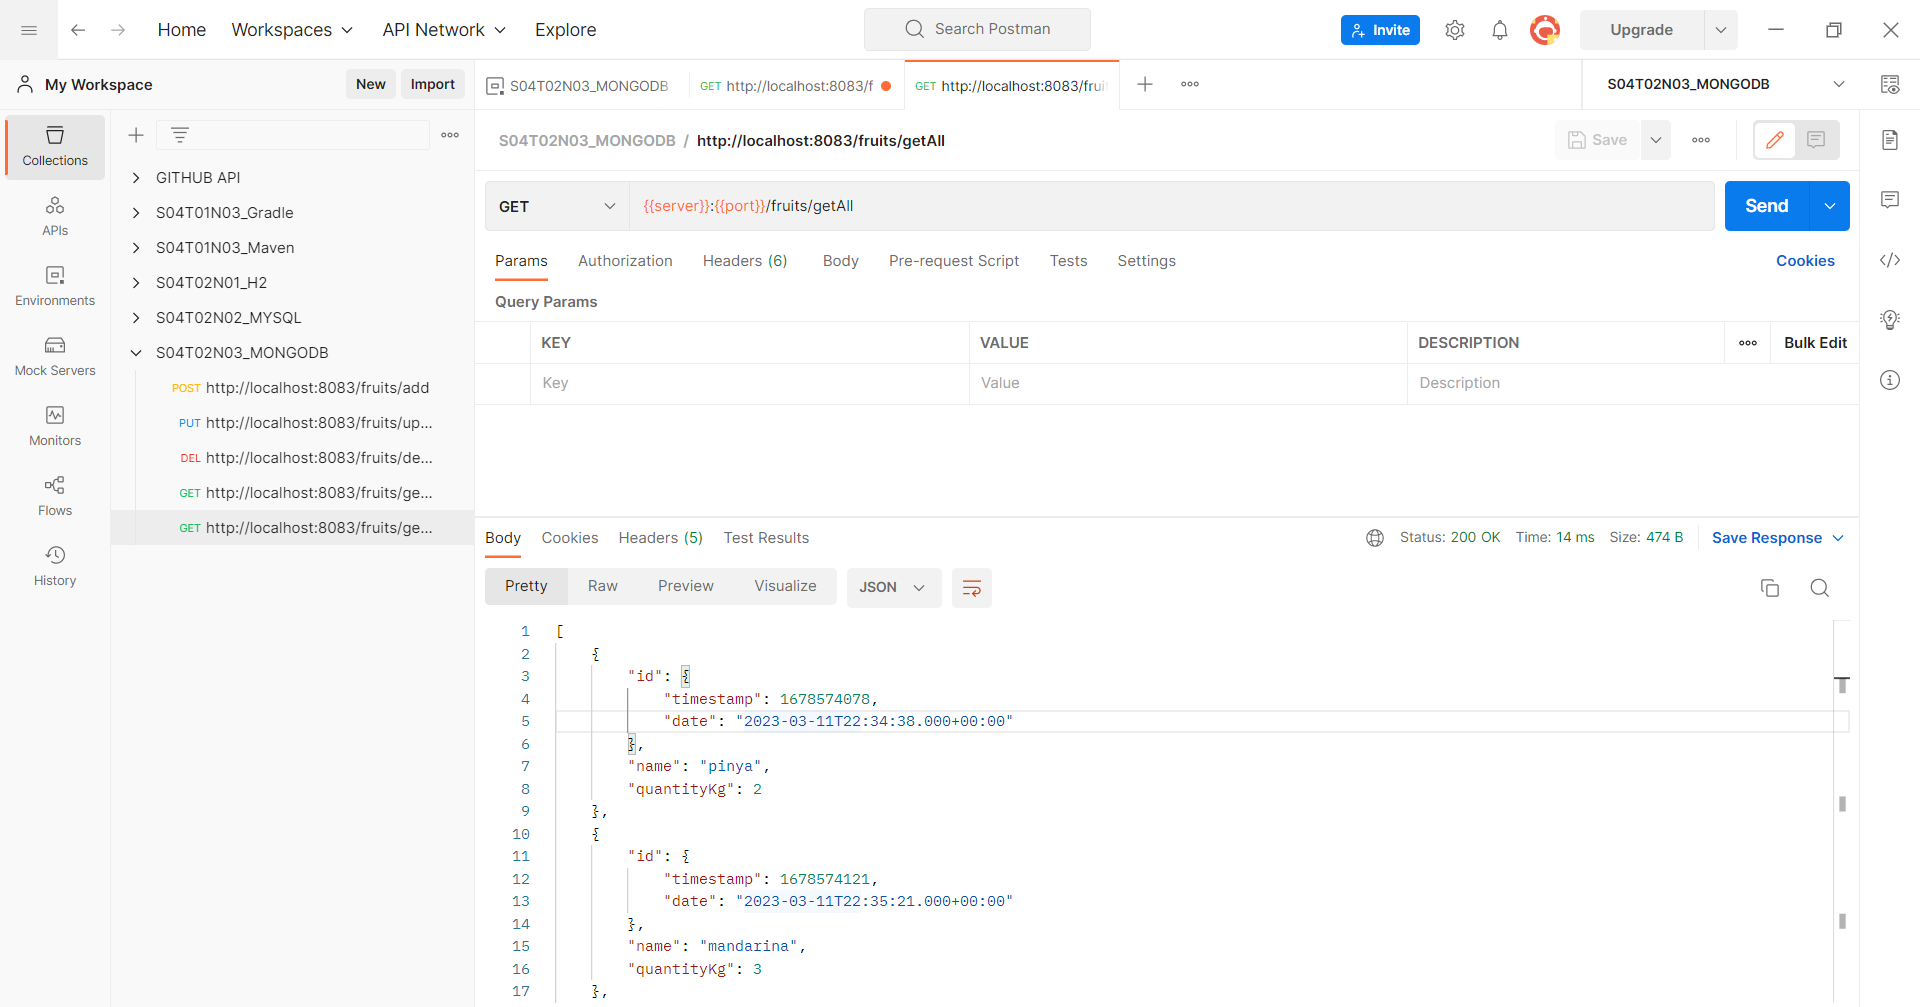 Home
Workspaces
API Network
Explore
Search Postman
Invite
Upgrade
My Workspace
New
Import
S04T02N03_MONGODB
GET http://localhost:8083/f
GET http://localhost:8083/frui
S04T02N03_MONGODB
Collections
APIs
Environments
Mock Servers
Monitors
Flows
History
GITHUB API
S04T01N03_Gradle
S04T01N03_Maven
S04T02N01_H2
S04T02N02_MYSQL
S04T02N03_MONGODB
POST http://localhost:8083/fruits/add
PUT http://localhost:8083/fruits/up...
DEL http://localhost:8083/fruits/de...
GET http://localhost:8083/fruits/ge...
GET http://localhost:8083/fruits/ge...
S04T02N03_MONGODB / http://localhost:8083/fruits/getAll
Save
GET
{{server}}:{{port}}/fruits/getAll
Send
Params
Authorization
Headers (6)
Body
Pre-request Script
Tests
Settings
Cookies
Query Params
KEY
VALUE
DESCRIPTION
Bulk Edit
Key
Value
Description
Body
Cookies
Headers (5)
Test Results
Status: 200 OK
Time: 14 ms
Size: 474 B
Save Response
Pretty
Raw
Preview
Visualize
JSON
1 [
2 {
3 "id": {
4 "timestamp": 1678574078,
5 "date": "2023-03-11T22:34:38.000+00:00"
6 },
7 "name": "pinya",
8 "quantityKg": 2
9 },
10 {
11 "id": {
12 "timestamp": 1678574121,
13 "date": "2023-03-11T22:35:21.000+00:00"
14 },
15 "name": "mandarina",
16 "quantityKg": 3
17 },